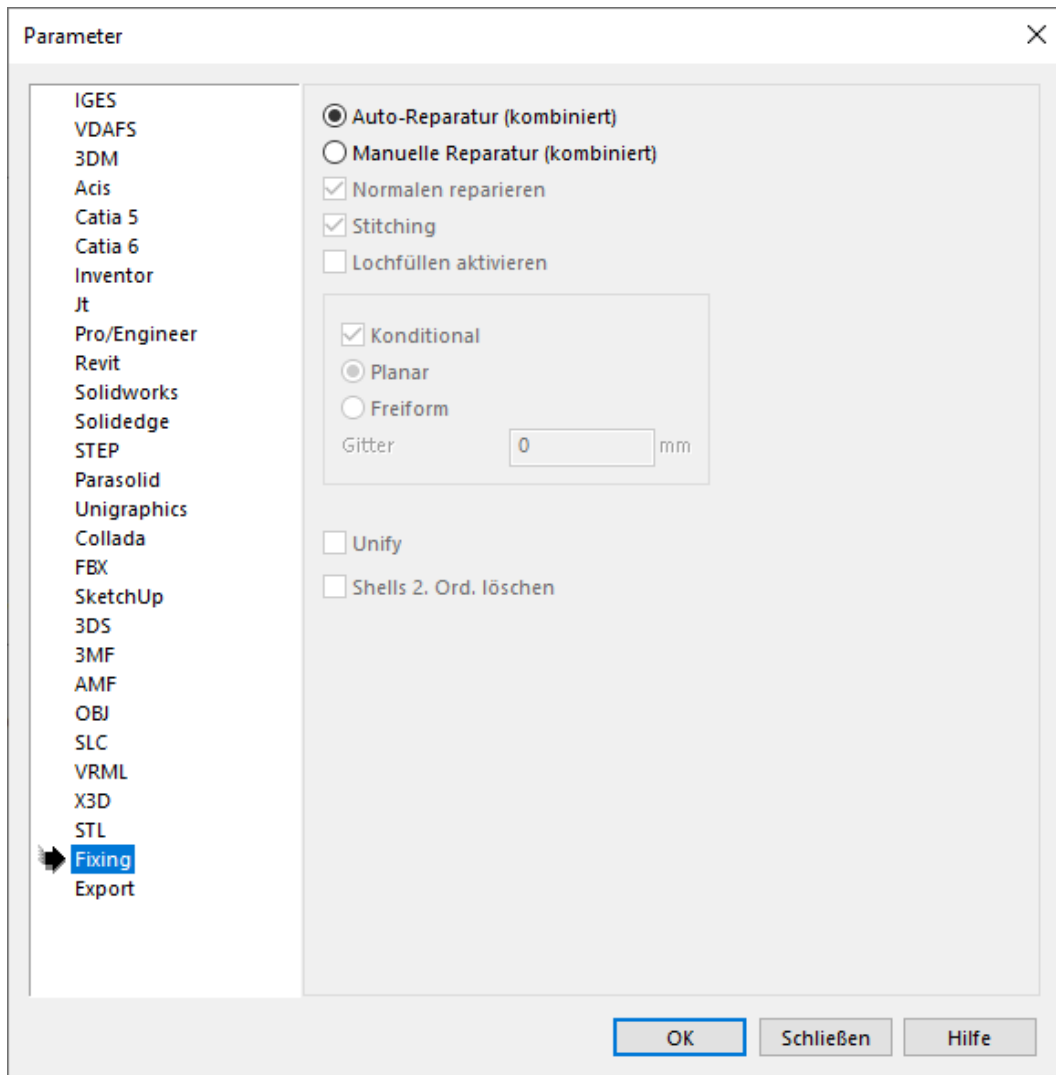 Parameter
IGES
VDAFS
3DM
Acis
Catia 5
Catia 6
Inventor
Jt
Pro/Engineer
Revit
Solidworks
Solidedge
STEP
Parasolid
Unigraphics
Collada
FBX
SketchUp
3DS
3MF
AMF
OBJ
SLC
VRML
X3D
STL
Fixing
Export
Auto-Reparatur (kombiniert)
Manuelle Reparatur (kombiniert)
Normalen reparieren
Stitching
Lochfüllen aktivieren
Konditional
Planar
Freiform
Gitter 0 mm
Unify
Shells 2. Ord. löschen
OK Schließen Hilfe